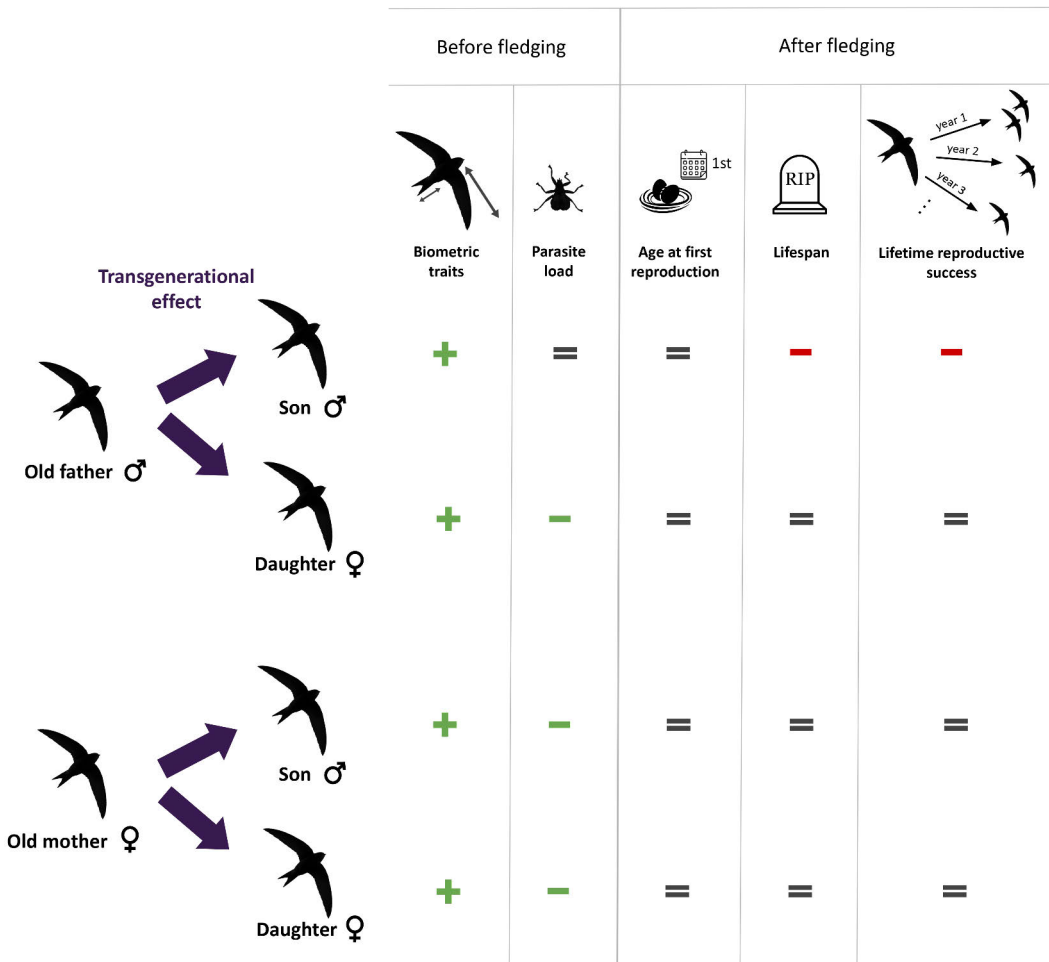 Before fledging
After fledging
year 1
year 2
year 3
...
1st
RIP
Biometric
traits
Parasite
load
Age at first
reproduction
Lifespan
Lifetime reproductive
success
Transgenerational
effect
+ = = - -
Son ♂
Old father ♂
+ - = = =
Daughter ♀
+ - = = =
Son ♂
Old mother ♀
+ - = = =
Daughter ♀